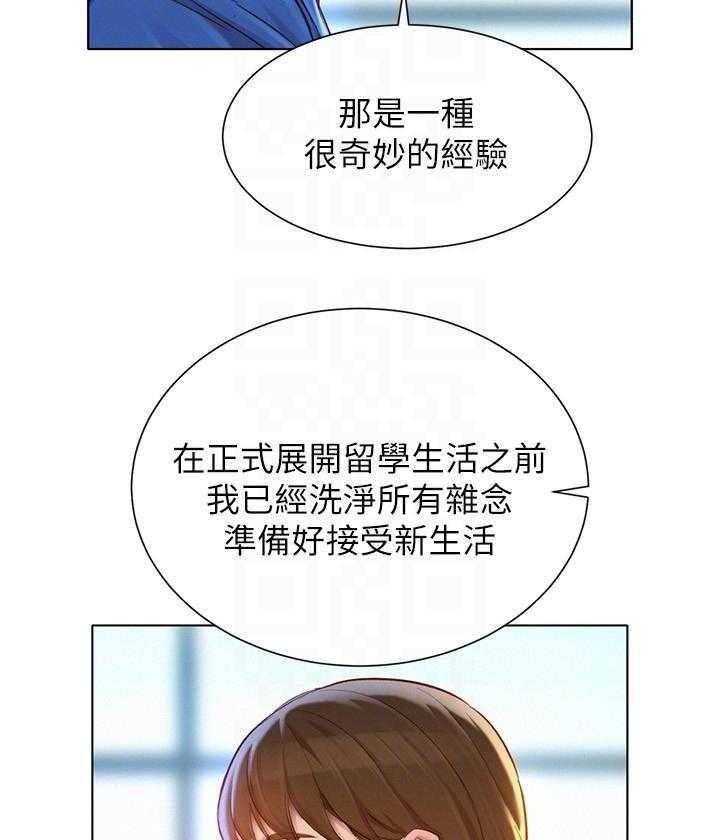 那是一種
很奇妙的經驗
在正式展開留學生活之前
我已經洗淨所有雜念
準備好接受新生活